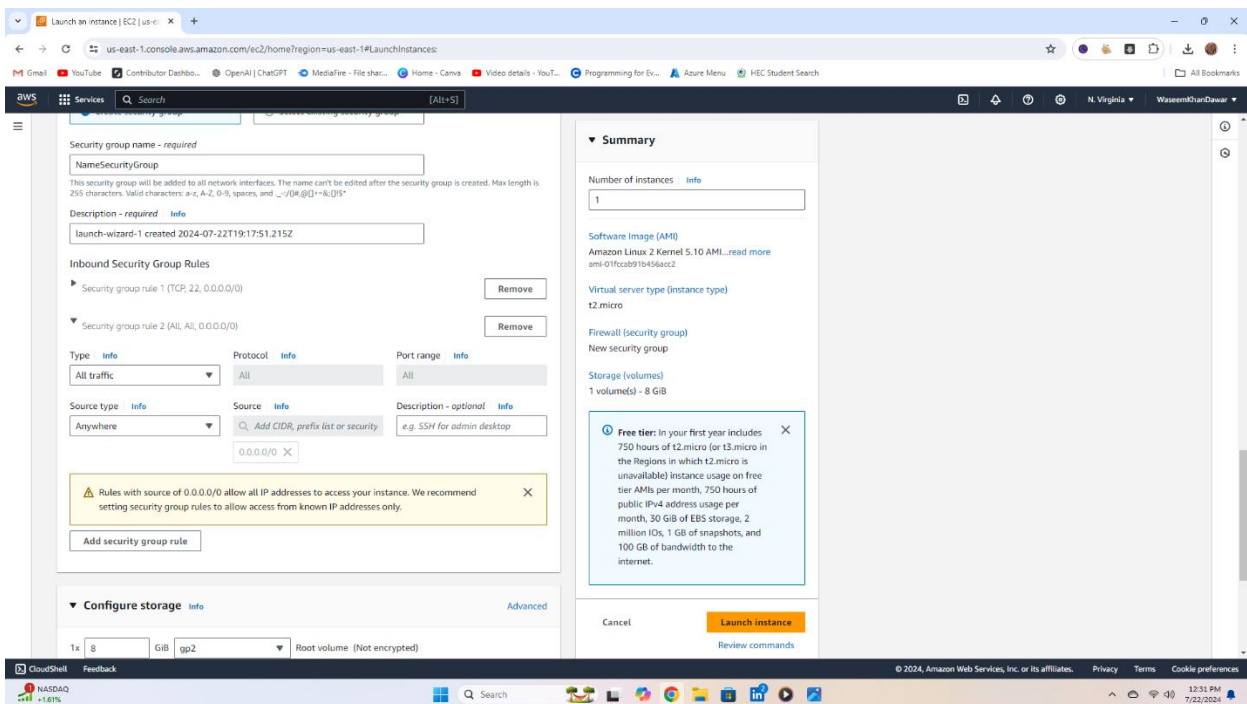 Launch an instance | EC2 | us-e
us-east-1.console.aws.amazon.com/ec2/home?region=us-east-1#LaunchInstances:
Gmail YouTube Contributor Dashbo... OpenAI | ChatGPT MediaFire - File shar... Home - Canva Video details - YouT... Programming for Ev... Azure Menu HEC Student Search All Bookmarks
aws Services Search [Alt+S] N. Virginia WaseemKhanDawar
Create security group Select existing security group
Security group name - required
NameSecurityGroup
This security group will be added to all network interfaces. The name can't be edited after the security group is created. Max length is
255 characters. Valid characters: a-z, A-Z, 0-9, spaces, and
Description - required Info
launch-wizard-1 created 2024-07-22T19:17:51.215Z
Inbound Security Group Rules
Security group rule 1 (TCP, 22, 0.0.0.0/0) Remove
Security group rule 2 (All, All, 0.0.0.0/0) Remove
Type Info Protocol Info Port range Info
All traffic All All
Source type Info Source Info Description - optional Info
Anywhere Add CIDR, prefix list or security e.g. SSH for admin desktop
0.0.0.0/0
Rules with source of 0.0.0.0/0 allow all IP addresses to access your instance. We recommend
setting security group rules to allow access from known IP addresses
only.
Add security group rule
Configure storage Info Advanced
1x 8 GiB gp2 Root volume (Not encrypted)
Summary
Number of instances Info
1
Software Image (AMI)
Amazon Linux 2 Kernel 5.10 AMI...read more
ami-01fccab91b456acc2
Virtual server type (instance type)
t2.micro
Firewall (security group)
New security group
Storage (volumes)
1 volume(s) - 8 GiB
Free tier: In your first year includes
750 hours of t2.micro (or t3.micro in
the Regions in which t2.micro is
unavailable) instance usage on free
tier AMIs per month, 750 hours of
public IPv4 address usage per
month, 30 GiB of EBS storage, 2
million IOs, 1 GB of snapshots, and
100 GB of bandwidth to the
internet.
Cancel Launch instance
Review commands
CloudShell Feedback © 2024, Amazon Web Services, Inc. or its affiliates. Privacy Terms Cookie preferences
NASDAQ
+1.61%
Search
12:31 PM
7/22/2024